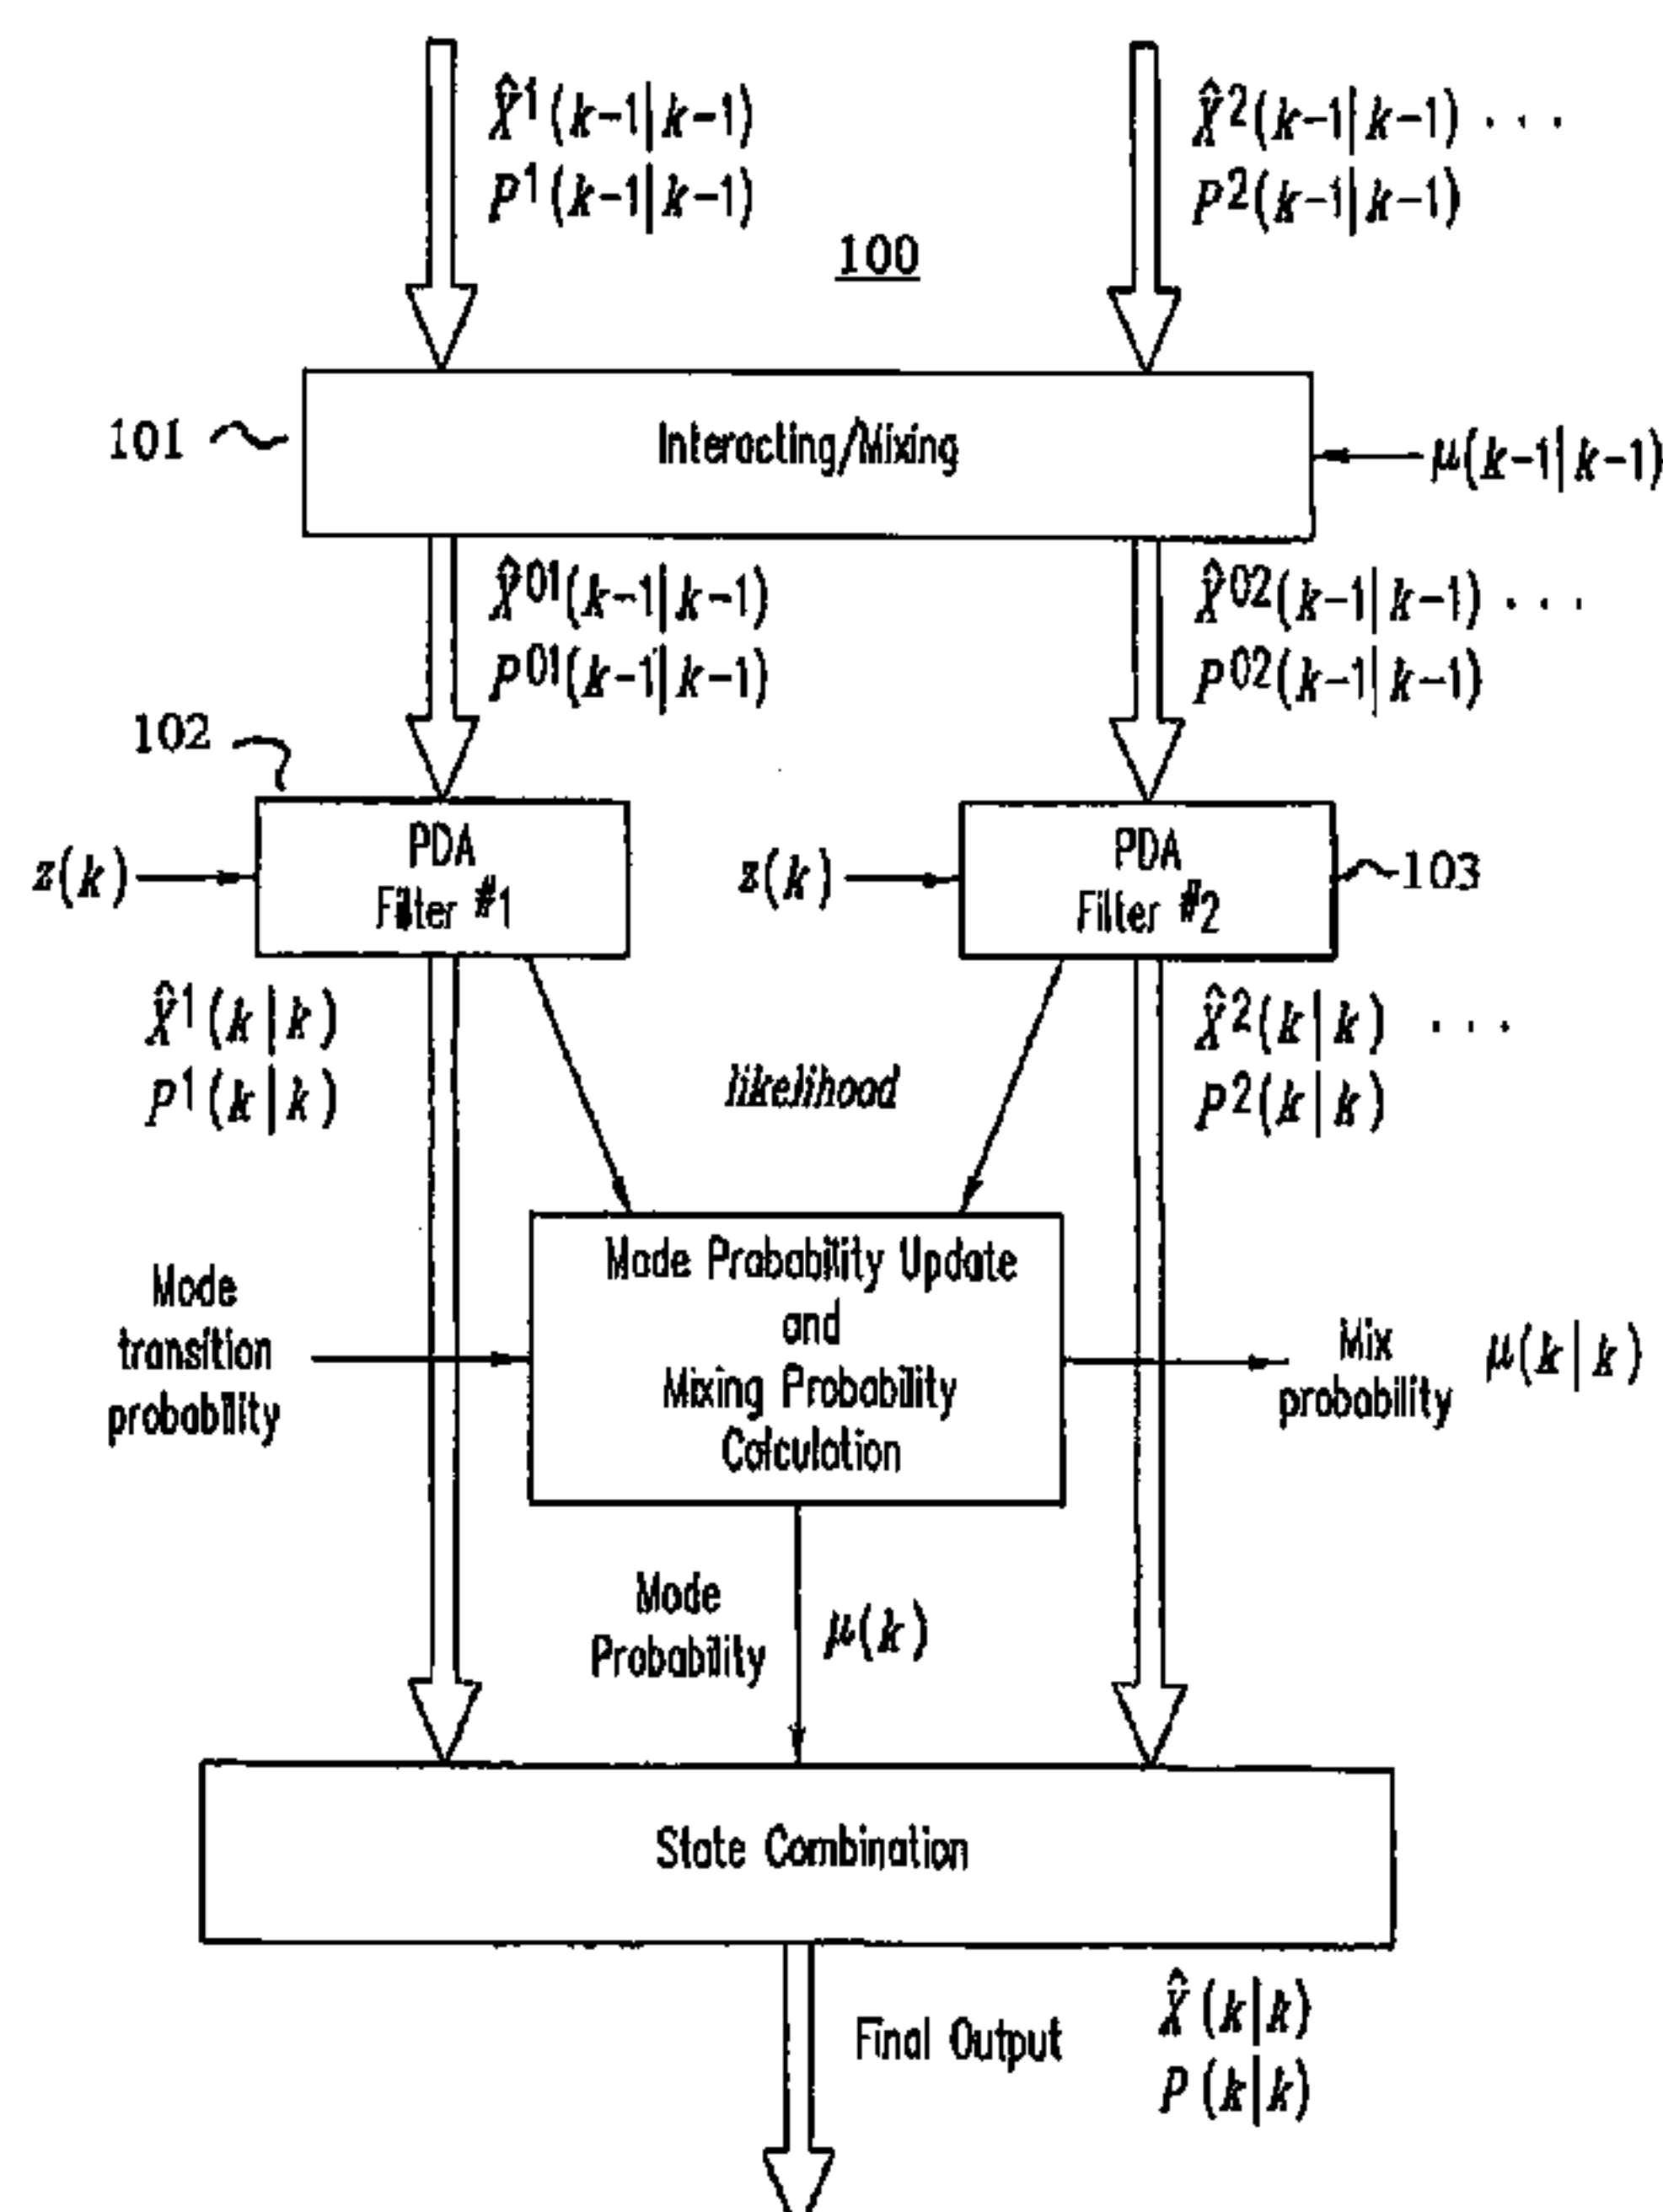 X̂¹(k-1|k-1)
P¹(k-1|k-1)
X̂²(k-1|k-1) · · ·
P²(k-1|k-1)
100
101
Interacting/Mixing
μ(k-1|k-1)
X̂⁰¹(k-1|k-1)
P⁰¹(k-1|k-1)
X̂⁰²(k-1|k-1) · · ·
P⁰²(k-1|k-1)
102
z(k)
PDA
Filter #1
z(k)
PDA
Filter #2
103
X̂¹(k|k)
P¹(k|k)
likelihood
X̂²(k|k) · · ·
P²(k|k)
Mode
transition
probability
Mode Probability Update
and
Mixing Probability
Calculation
Mix
probability
μ(k|k)
Mode
Probability
μ(k)
State Combination
Final Output
X̂(k|k)
P(k|k)